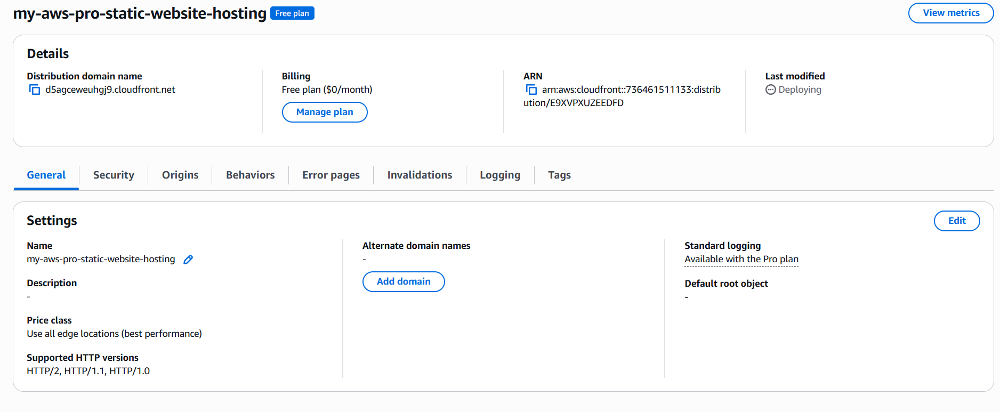 my-aws-pro-static-website-hosting Free plan
View metrics
Details
Distribution domain name
d5agceweuhgj9.cloudfront.net
Billing
Free plan ($0/month)
Manage plan
ARN
arn:aws:cloudfront::736461511133:distrib
ution/E9XVPXUZEEDFD
Last modified
Deploying
General Security Origins Behaviors Error pages Invalidations Logging Tags
Settings
Edit
Name
my-aws-pro-static-website-hosting
Description
-
Price class
Use all edge locations (best performance)
Supported HTTP versions
HTTP/2, HTTP/1.1, HTTP/1.0
Alternate domain names
-
Add domain
Standard logging
Available with the Pro plan
Default root object
-